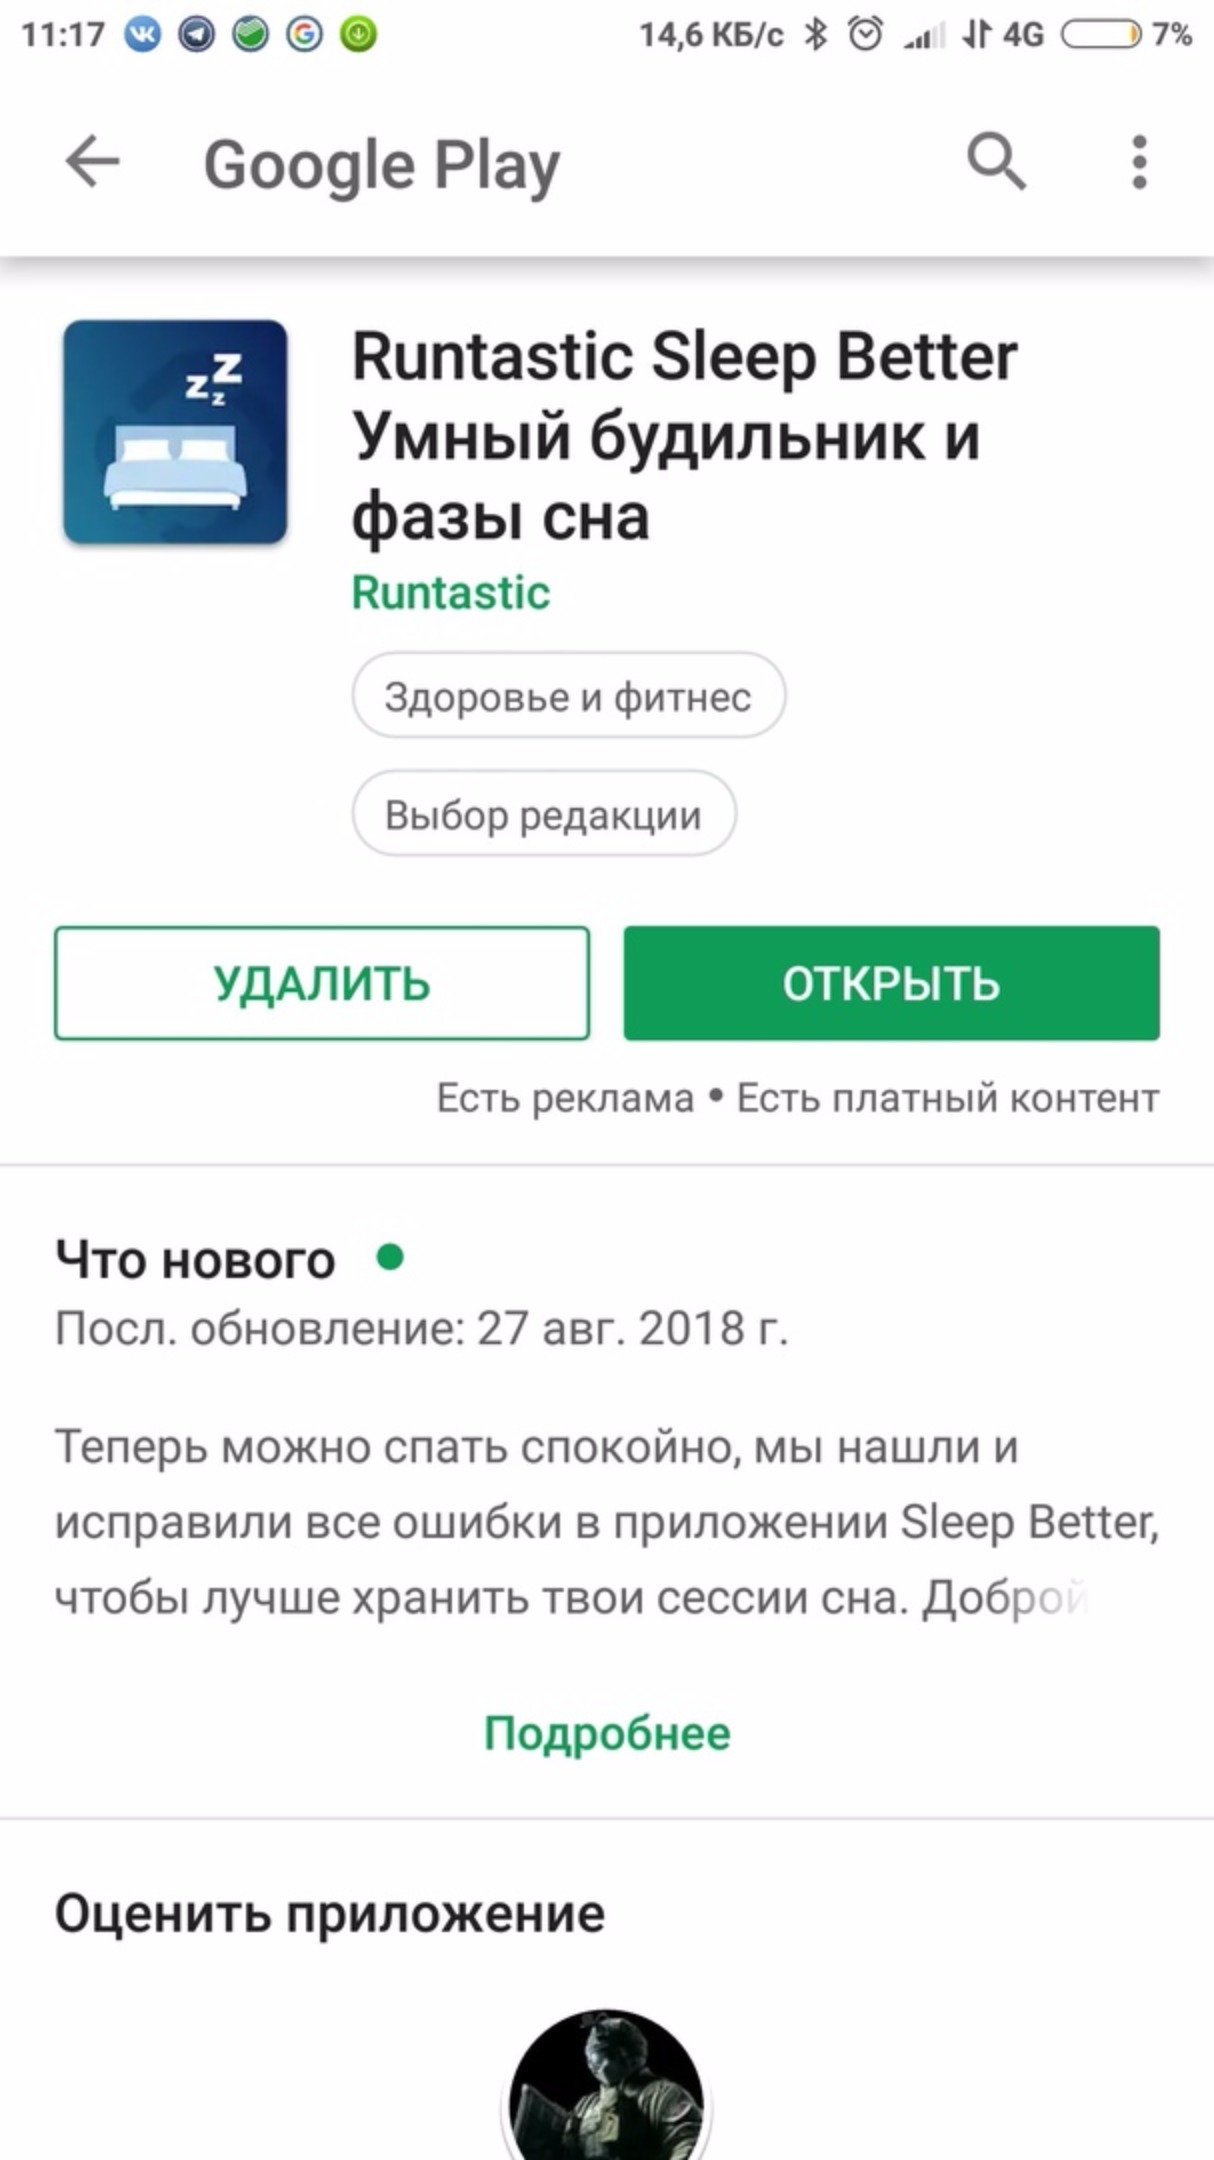 11:17 14,6 КБ/с 4G 7%
Google Play
Runtastic Sleep Better
Умный будильник и
фазы сна
Runtastic
Здоровье и фитнес
Выбор редакции
УДАЛИТЬ ОТКРЫТЬ
Есть реклама • Есть платный контент
Что нового
Посл. обновление: 27 авг. 2018 г.
Теперь можно спать спокойно, мы нашли и
исправили все ошибки в приложении Sleep Better,
чтобы лучше хранить твои сессии сна. Доброй
Подробнее
Оценить приложение